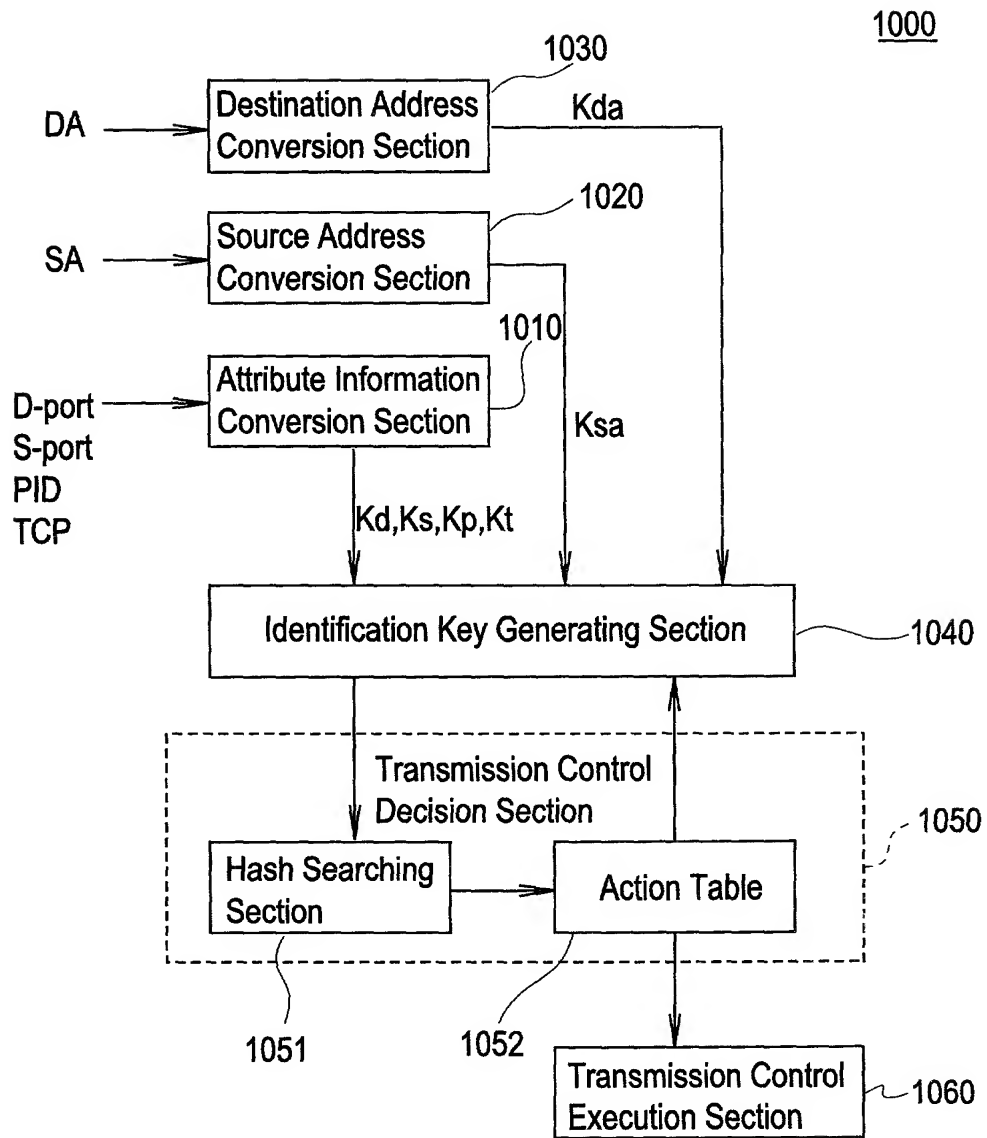 1000
1030
DA
Destination Address
Conversion Section
Kda
1020
SA
Source Address
Conversion Section
1010
D-port
S-port
PID
TCP
Attribute Information
Conversion Section
Ksa
Kd,Ks,Kp,Kt
Identification Key Generating Section
1040
Transmission Control
Decision Section
1050
Hash Searching
Section
Action Table
1051
1052
Transmission Control
Execution Section
1060